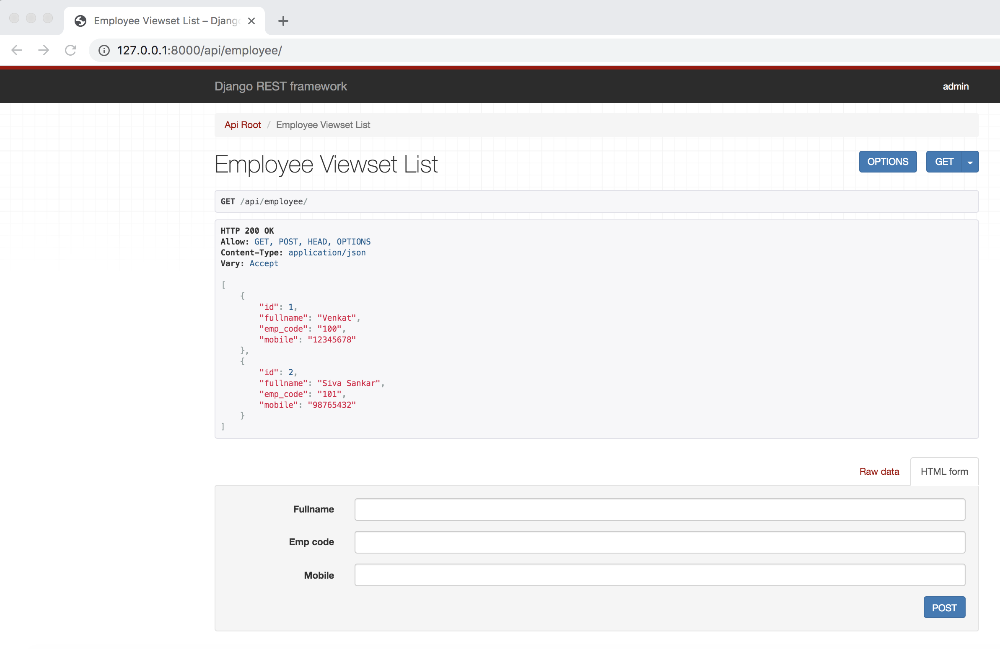 Employee Viewset List – Djang
127.0.0.1:8000/api/employee/
Django REST framework
admin
Api Root / Employee Viewset List
Employee Viewset List
OPTIONS
GET
GET /api/employee/
HTTP 200 OK
Allow: GET, POST, HEAD, OPTIONS
Content-Type: application/json
Vary: Accept
[
    {
        "id": 1,
        "fullname": "Venkat",
        "emp_code": "100",
        "mobile": "12345678"
    },
    {
        "id": 2,
        "fullname": "Siva Sankar",
        "emp_code": "101",
        "mobile": "98765432"
    }
]
Raw data
HTML form
Fullname
Emp code
Mobile
POST